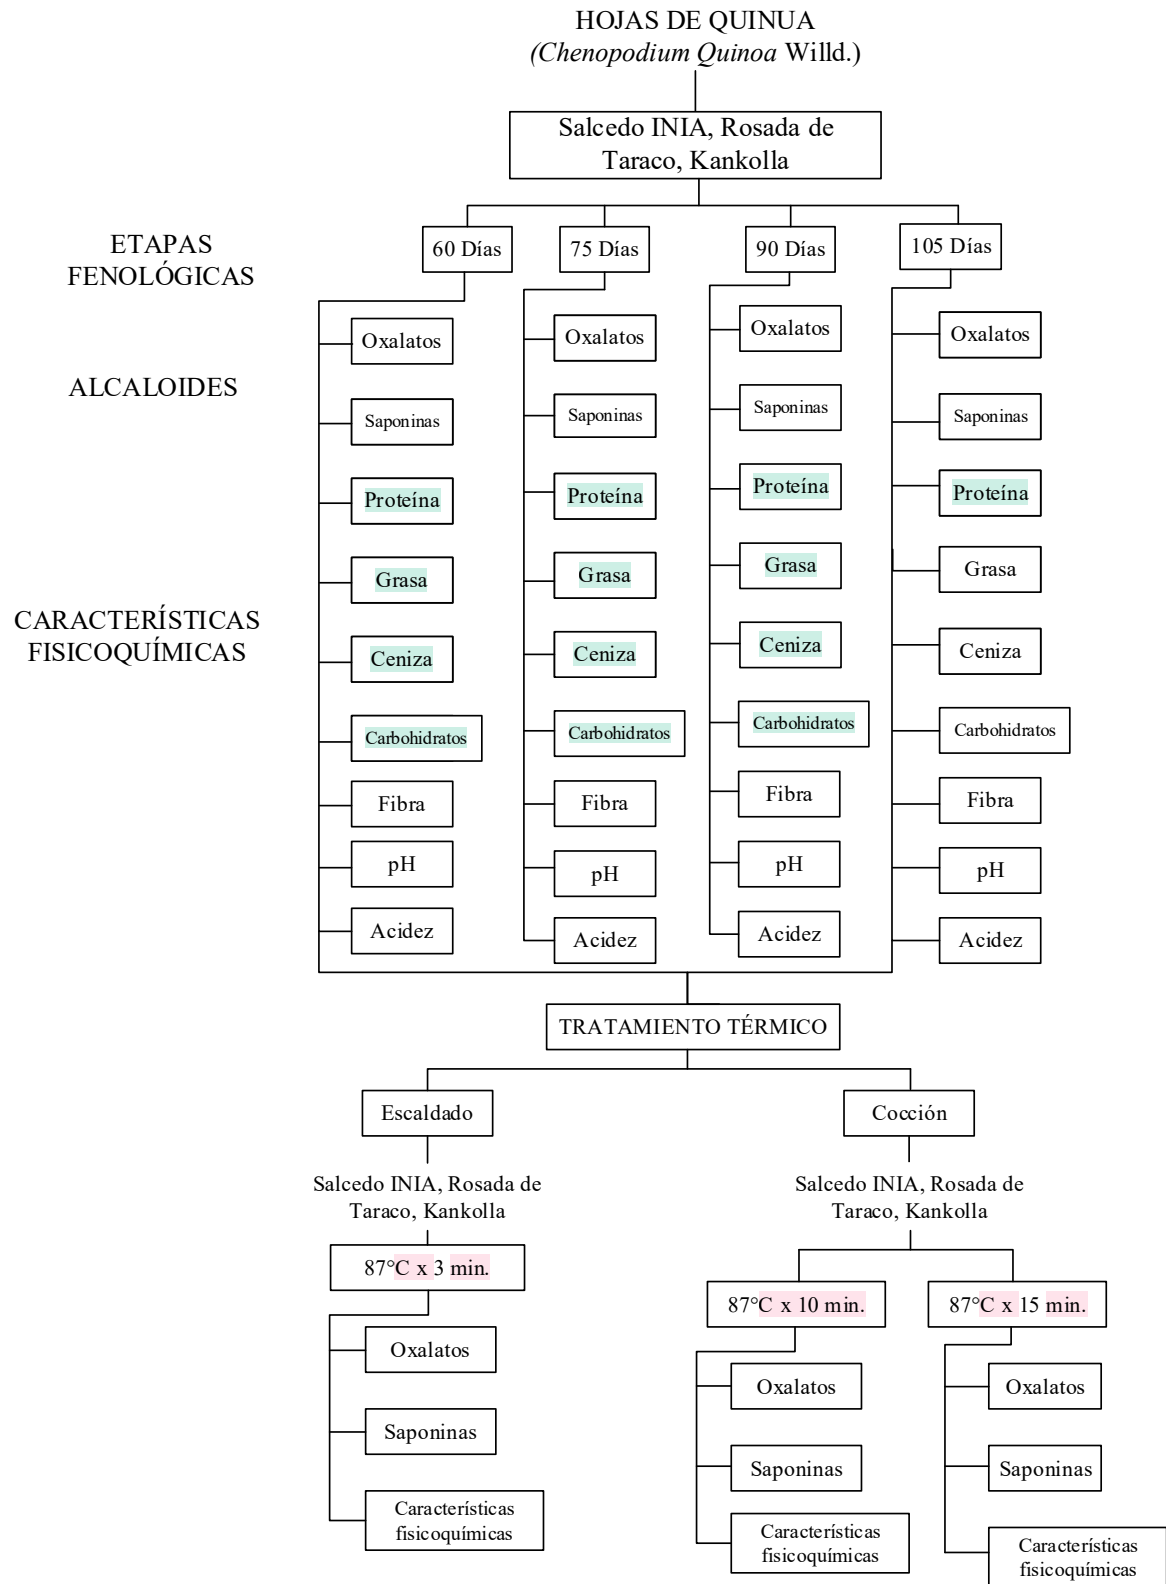 HOJAS DE QUINUA
(Chenopodium Quinoa Willd.)
Salcedo INIA, Rosada de
Taraco, Kankolla
ETAPAS
FENOLÓGICAS
60 Días
75 Días
90 Días
105 Días
ALCALOIDES
CARACTERÍSTICAS
FISICOQUÍMICAS
Oxalatos
Saponinas
Proteína
Grasa
Ceniza
Carbohidratos
Fibra
pH
Acidez
Oxalatos
Saponinas
Proteína
Grasa
Ceniza
Carbohidratos
Fibra
pH
Acidez
Oxalatos
Saponinas
Proteína
Grasa
Ceniza
Carbohidratos
Fibra
pH
Acidez
Oxalatos
Saponinas
Proteína
Grasa
Ceniza
Carbohidratos
Fibra
pH
Acidez
TRATAMIENTO TÉRMICO
Escaldado
Salcedo INIA, Rosada de
Taraco, Kankolla
87°C x 3 min.
Oxalatos
Saponinas
Características
fisicoquímicas
Cocción
Salcedo INIA, Rosada de
Taraco, Kankolla
87°C x 10 min.
Oxalatos
Saponinas
Características
fisicoquímicas
87°C x 15 min.
Oxalatos
Saponinas
Características
fisicoquímicas